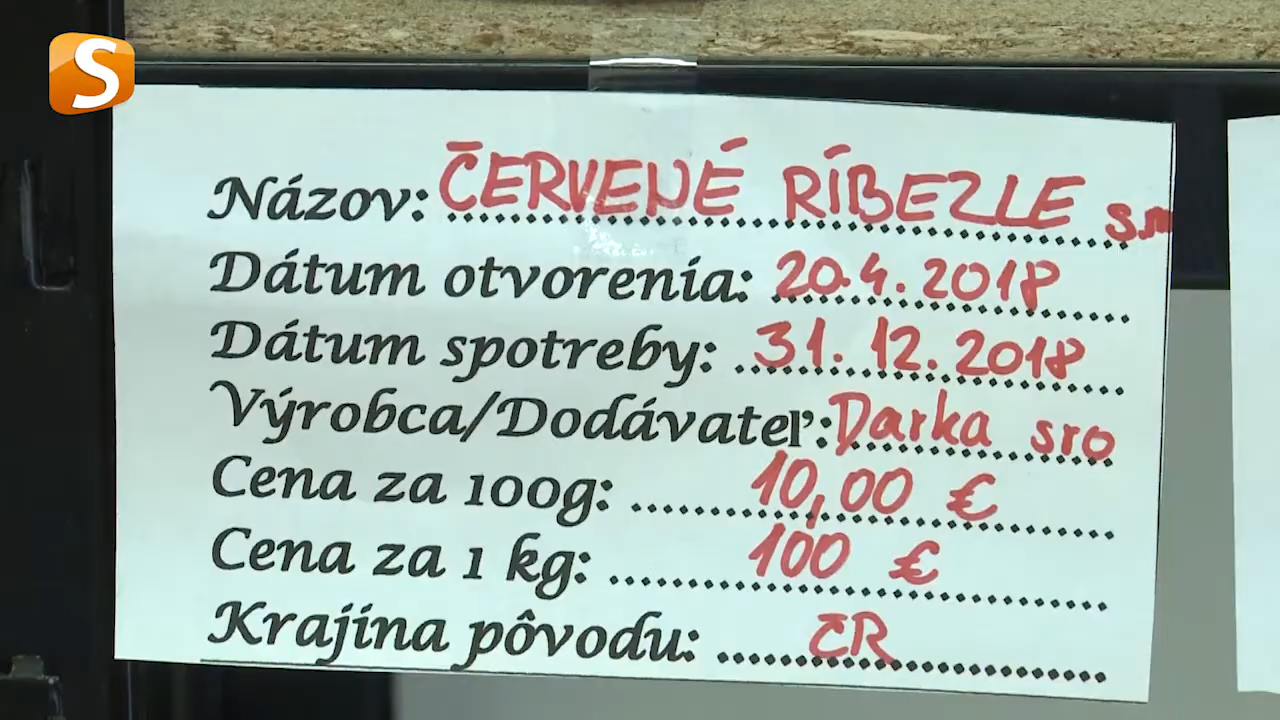 S
Názov: ČERVENÉ RÍBEZLE
Dátum otvorenia: 20.4.2018
Dátum spotreby: 31.12.2018
Výrobca/Dodávateľ: Darka sro
Cena za 100g: 10,00 €
Cena za 1 kg: 100 €
Krajina pôvodu: ČR